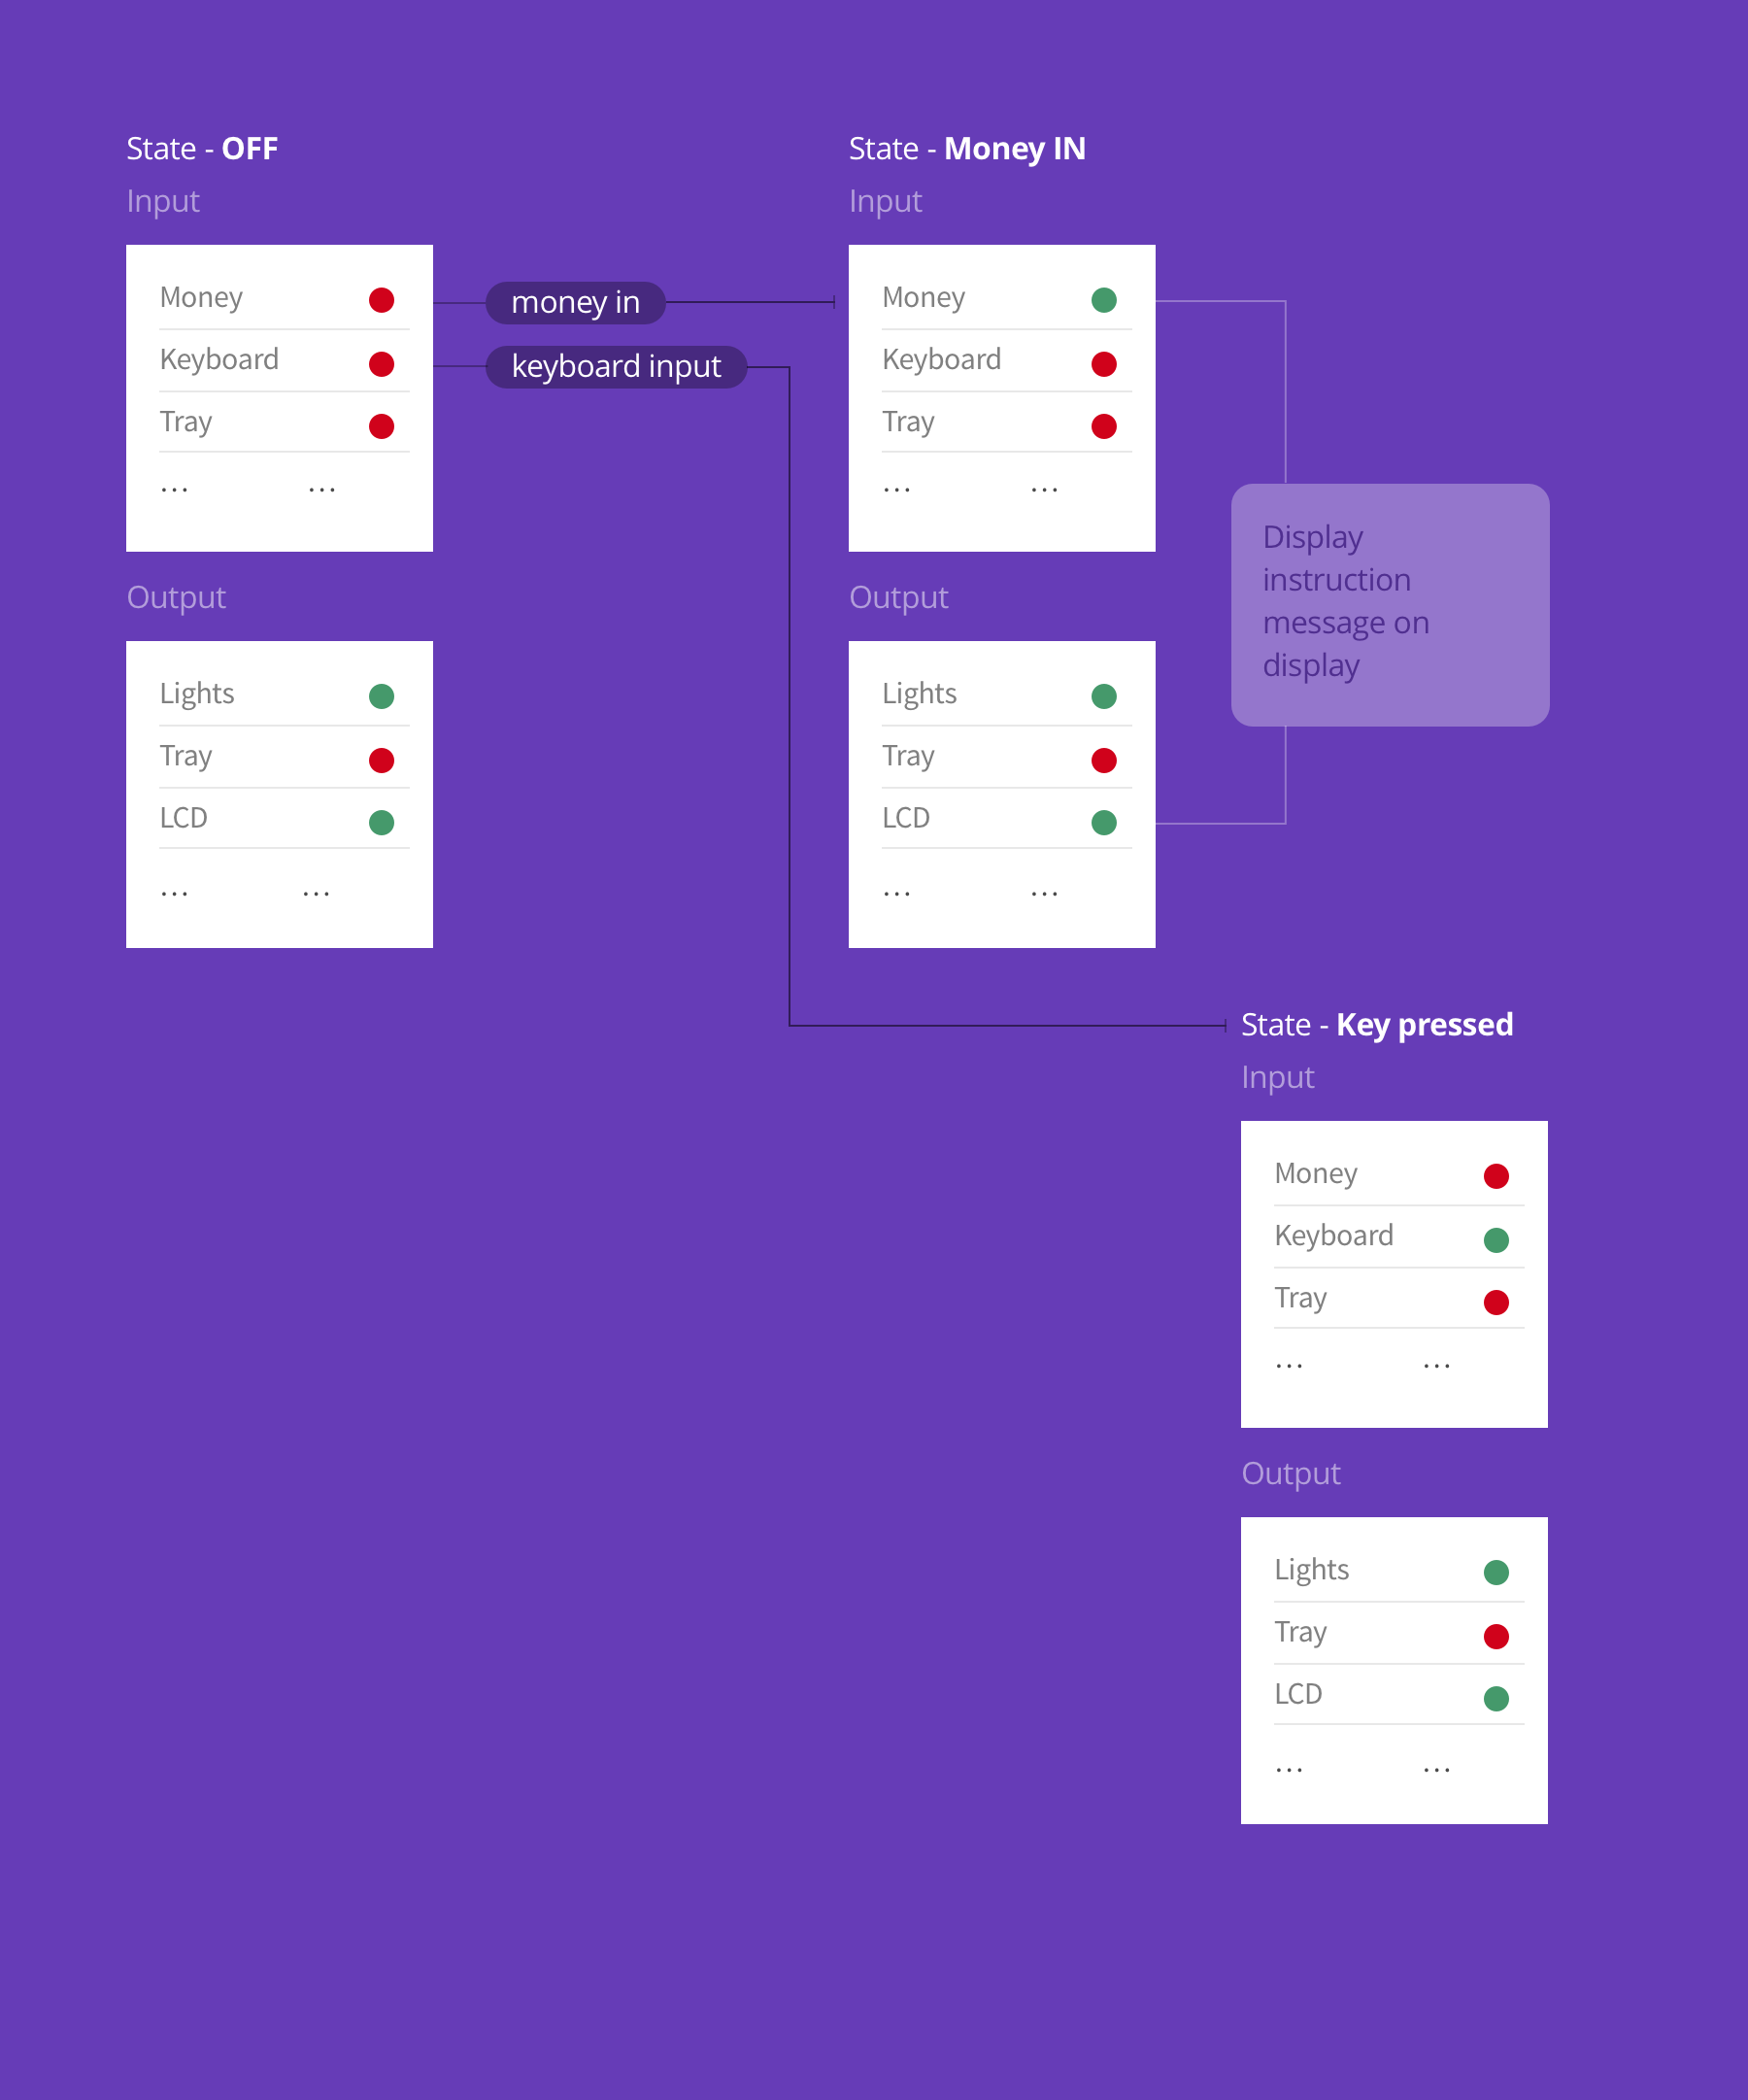 State - OFF
Input
Money
Keyboard
Tray
... ...
Output
Lights
Tray
LCD
... ...
money in
keyboard input
State - Money IN
Input
Money
Keyboard
Tray
... ...
Output
Lights
Tray
LCD
... ...
Display
instruction
message on
display
State - Key pressed
Input
Money
Keyboard
Tray
... ...
Output
Lights
Tray
LCD
... ...